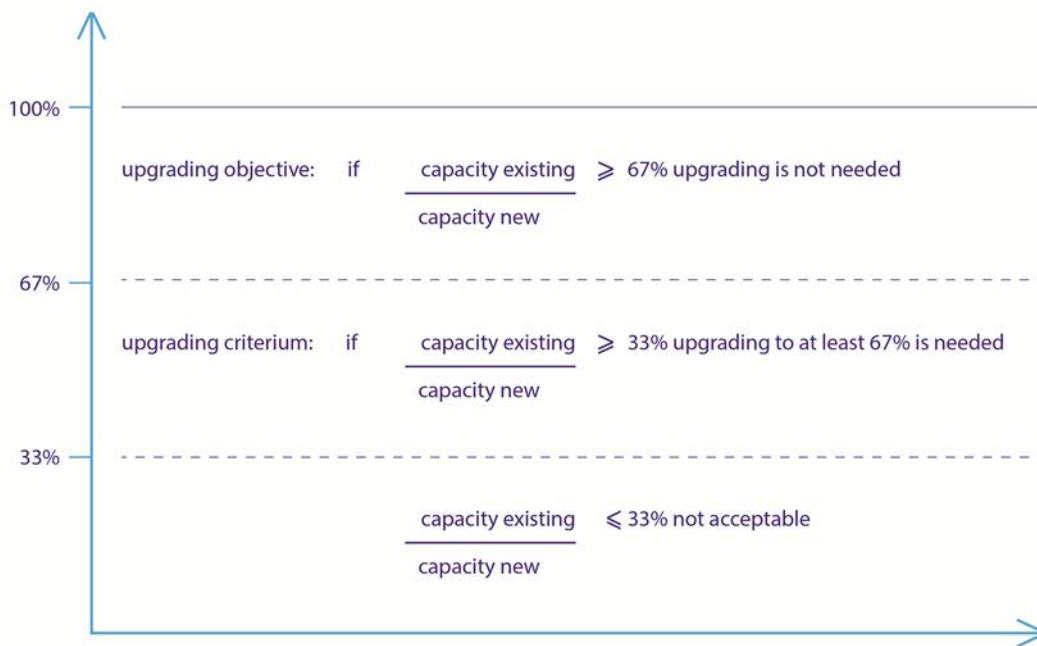 100%
upgrading objective: if capacity existing ⩾ 67% upgrading is not needed
capacity new
67%
upgrading criterium: if capacity existing ⩾ 33% upgrading to at least 67% is needed
capacity new
33%
capacity existing ⩽ 33% not acceptable
capacity new